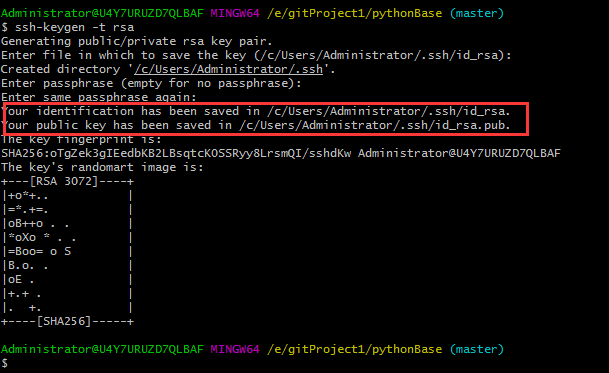 Administrator@U4Y7URUZD7QLBAF MINGW64 /e/gitProject1/pythonBase (master)
$ ssh-keygen -t rsa
Generating public/private rsa key pair.
Enter file in which to save the key (/c/Users/Administrator/.ssh/id_rsa):
Created directory '/c/Users/Administrator/.ssh'.
Enter passphrase (empty for no passphrase):
Enter same passphrase again:
Your identification has been saved in /c/Users/Administrator/.ssh/id_rsa.
Your public key has been saved in /c/Users/Administrator/.ssh/id_rsa.pub.
The key fingerprint is:
SHA256:oTgZek3gIEedbKB2LBsqtcKOSSRyy8LrsmQI/sshdKw Administrator@U4Y7URUZD7QLBAF
The key's randomart image is:
+---[RSA 3072]----+
|+o*+..           |
|=*.+=.           |
|oB++o . .        |
|*oXo * . .       |
|=Boo= o S        |
|B.o. .           |
|oE .             |
|+.+ .            |
|.  +.            |
+----[SHA256]-----+
Administrator@U4Y7URUZD7QLBAF MINGW64 /e/gitProject1/pythonBase (master)
$